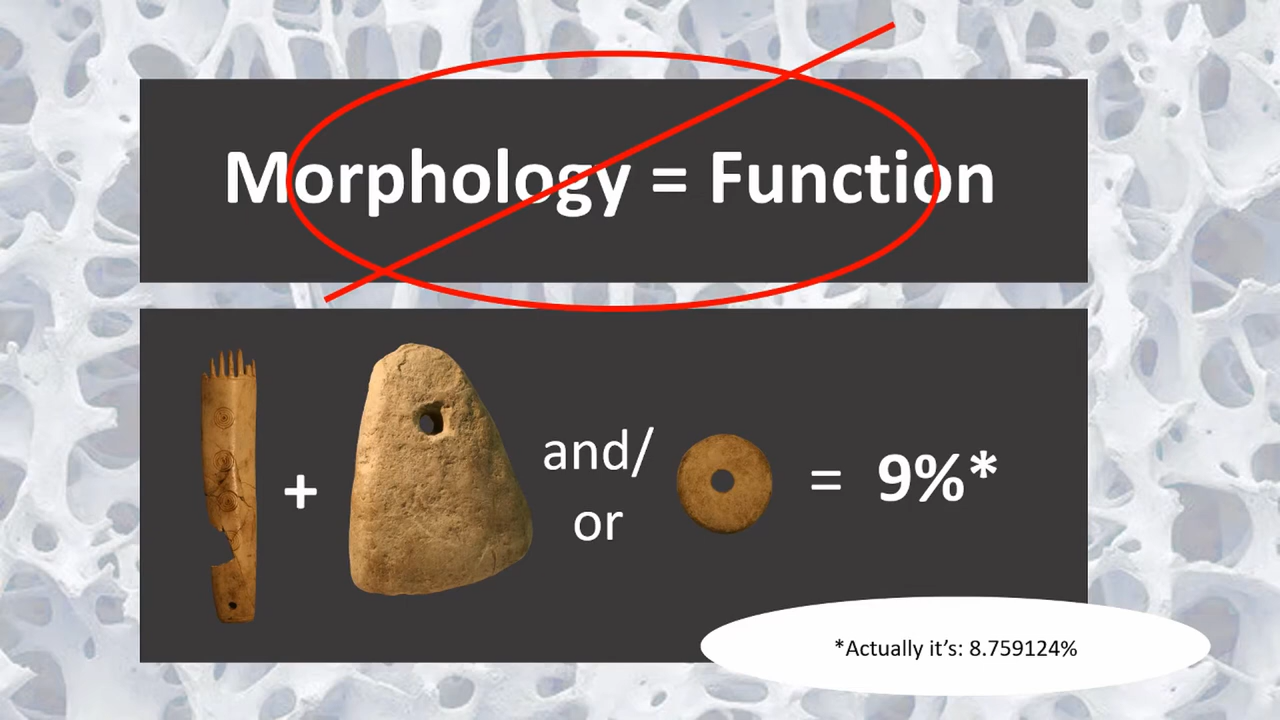 Morphology = Function
+
and/
or
= 9%*
*Actually it's: 8.759124%